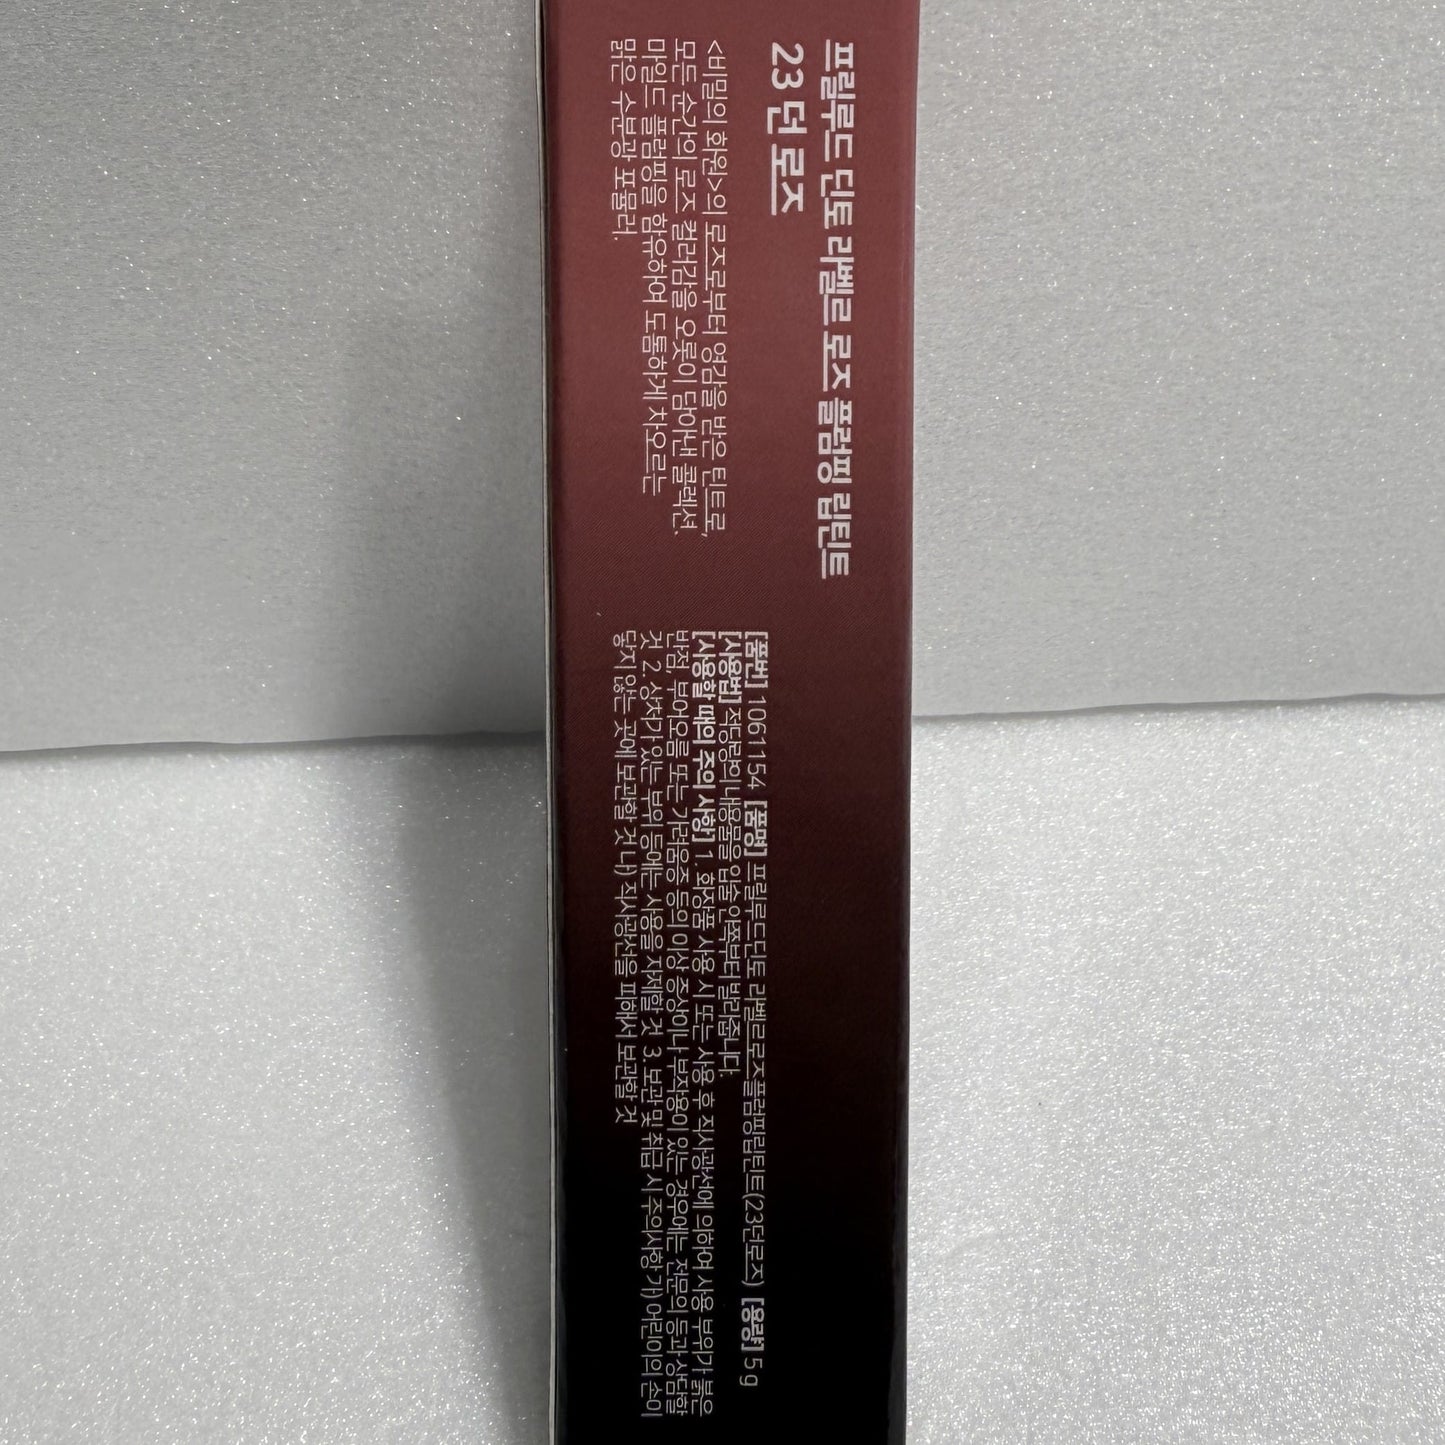 프릴루드 딘토 라벨르 로즈 플럼핑 립틴트
23 던 로즈
<비밀의 화원>의 로즈로부터 영감을 받은 틴트로,
모든 순간의 로즈 컬러감을 오롯이 담아낸 콜렉션.
마일드 플럼핑을 함유하여 도톰하게 차오르는
맑은 수분광 포뮬러.
[품번] 1061154 [품명] 프릴루드딘토 라벨르로즈플럼핑립틴트(23던로즈) [용량] 5 g
[사용법] 적당량의 내용물을 입술 안쪽부터 발라줍니다.
[사용할 때의 주의 사항] 1. 화장품 사용 시 또는 사용 후 직사광선에 의하여 사용 부위가 붉은
반점, 부어오름 또는 가려움증 등의 이상 증상이나 부작용이 있는 경우에는 전문의 등과 상담할
것 2. 상처가 있는 부위 등에는 사용을 자제할 것 3. 보관 및 취급 시 주의사항 가) 어린이의 손이
닿지 않는 곳에 보관할 것 나) 직사광선을 피해서 보관할 것